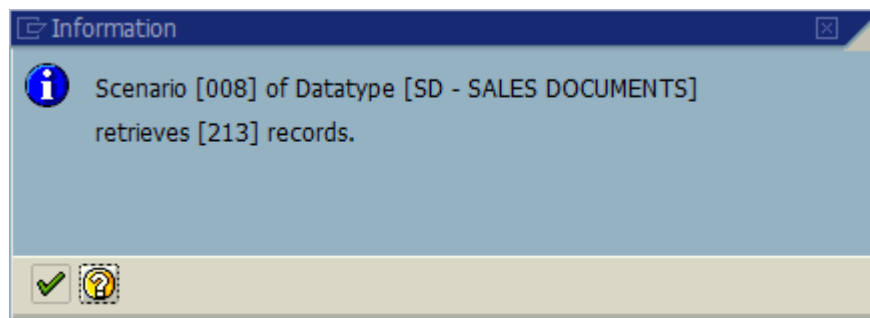 Information
Scenario [008] of Datatype [SD - SALES DOCUMENTS]
retrieves [213] records.